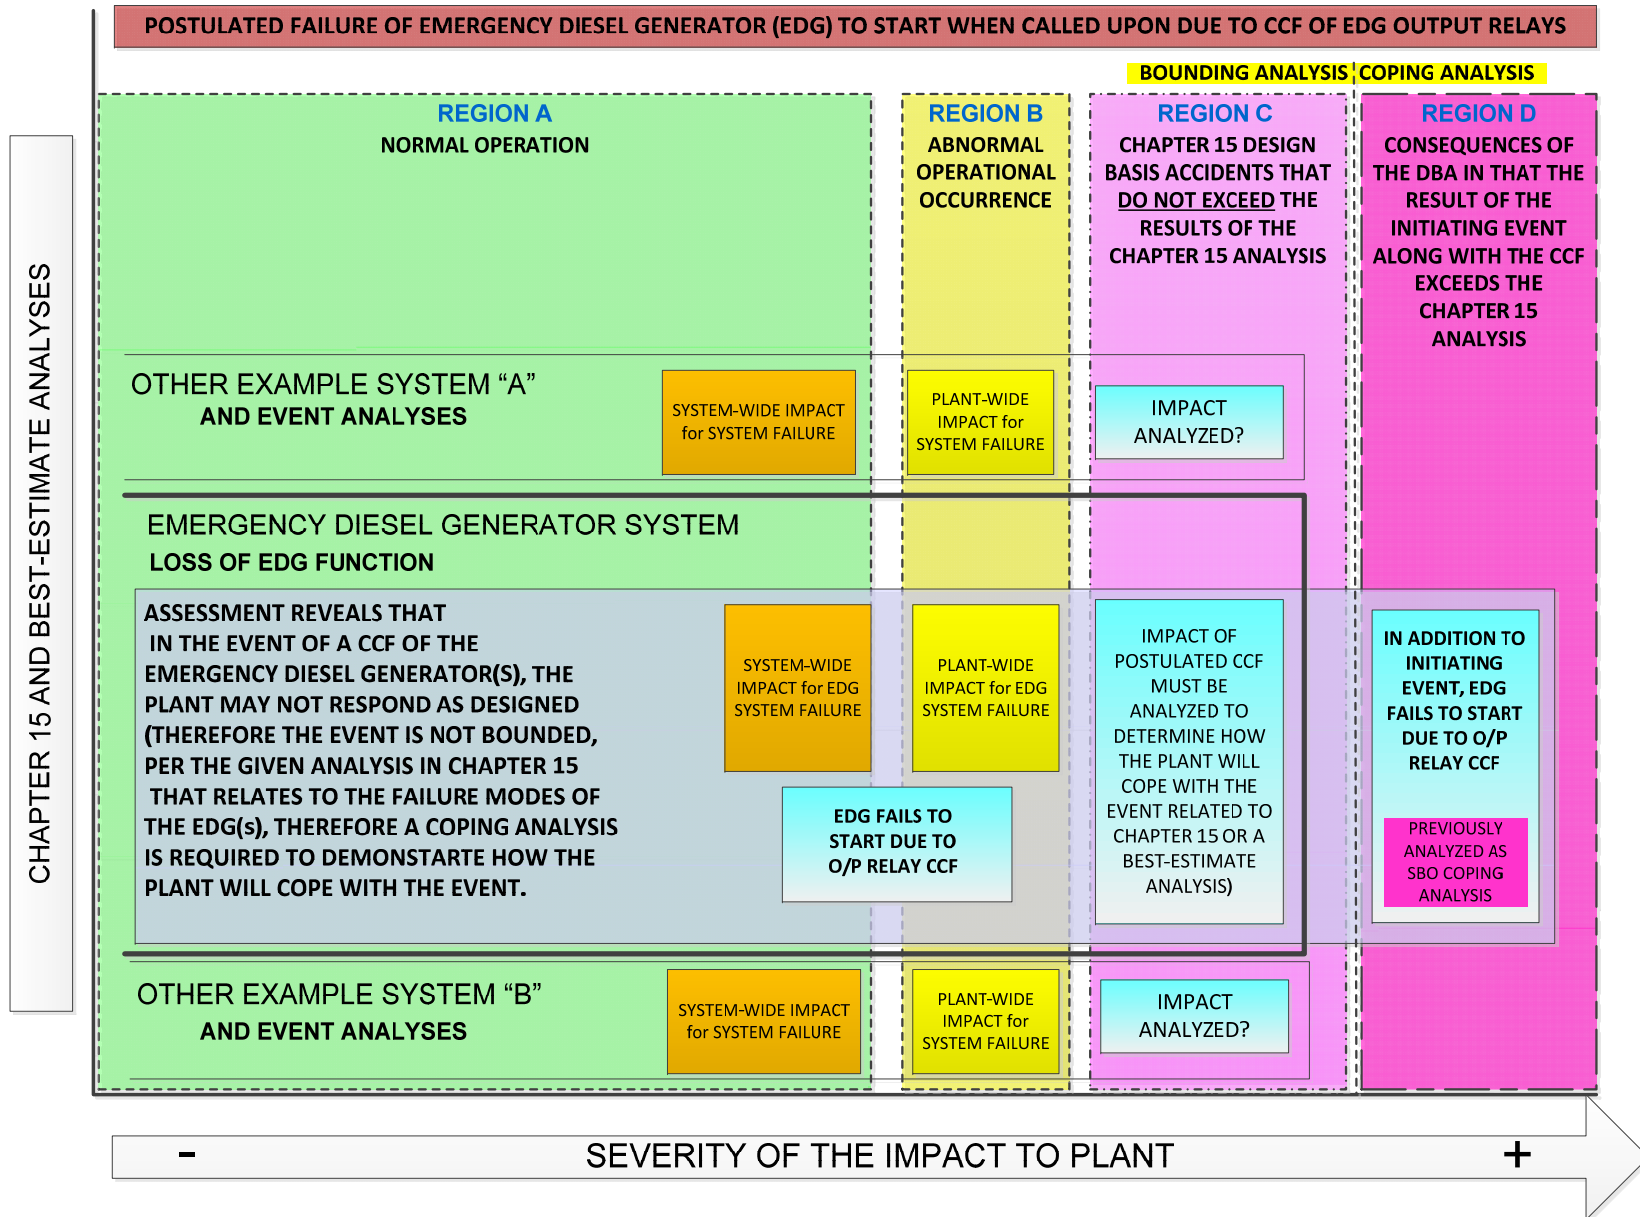 POSTULATED FAILURE OF EMERGENCY DIESEL GENERATOR (EDG) TO START WHEN CALLED UPON DUE TO CCF OF EDG OUTPUT RELAYS
BOUNDING ANALYSIS COPING ANALYSIS
REGION A
NORMAL OPERATION
REGION B
ABNORMAL
OPERATIONAL
OCCURRENCE
REGION C
CHAPTER 15 DESIGN
BASIS ACCIDENTS THAT
DO NOT EXCEED THE
RESULTS OF THE
CHAPTER 15 ANALYSIS
REGION D
CONSEQUENCES OF
THE DBA IN THAT THE
RESULT OF THE
INITIATING EVENT
ALONG WITH THE CCF
EXCEEDS THE
CHAPTER 15
ANALYSIS
CHAPTER 15 AND BEST-ESTIMATE ANALYSES
OTHER EXAMPLE SYSTEM “A”
AND EVENT ANALYSES
SYSTEM-WIDE IMPACT
for SYSTEM FAILURE
PLANT-WIDE
IMPACT for
SYSTEM FAILURE
IMPACT
ANALYZED?
EMERGENCY DIESEL GENERATOR SYSTEM
LOSS OF EDG FUNCTION
ASSESSMENT REVEALS THAT
IN THE EVENT OF A CCF OF THE
EMERGENCY DIESEL GENERATOR(S), THE
PLANT MAY NOT RESPOND AS DESIGNED
(THEREFORE THE EVENT IS NOT BOUNDED,
PER THE GIVEN ANALYSIS IN CHAPTER 15
THAT RELATES TO THE FAILURE MODES OF
THE EDG(s), THEREFORE A COPING ANALYSIS
IS REQUIRED TO DEMONSTARTE HOW THE
PLANT WILL COPE WITH THE EVENT.
SYSTEM-WIDE
IMPACT for EDG
SYSTEM FAILURE
PLANT-WIDE
IMPACT for EDG
SYSTEM FAILURE
EDG FAILS TO
START DUE TO
O/P RELAY CCF
IMPACT OF
POSTULATED CCF
MUST BE
ANALYZED TO
DETERMINE HOW
THE PLANT WILL
COPE WITH THE
EVENT RELATED TO
CHAPTER 15 OR A
BEST-ESTIMATE
ANALYSIS)
IN ADDITION TO
INITIATING
EVENT, EDG
FAILS TO START
DUE TO O/P
RELAY CCF
PREVIOUSLY
ANALYZED AS
SBO COPING
ANALYSIS
OTHER EXAMPLE SYSTEM “B”
AND EVENT ANALYSES
SYSTEM-WIDE IMPACT
for SYSTEM FAILURE
PLANT-WIDE
IMPACT for
SYSTEM FAILURE
IMPACT
ANALYZED?
- SEVERITY OF THE IMPACT TO PLANT +